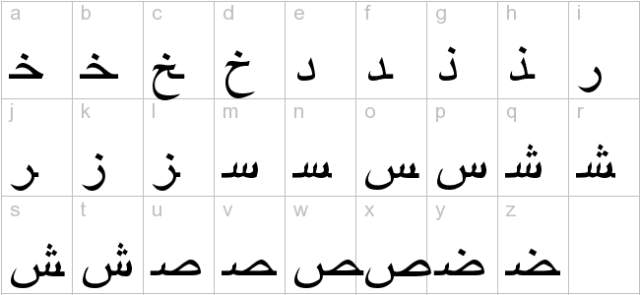 a b c d e f g h i
خـ ـخـ ـخ خ د ـد ذ ـذ ر
j k l m n o p q r
ـر ز ـز سـ ـسـ ـس س شـ ـشـ
s t u v w x y z
ـش ش صـ ـصـ ـص ص ضـ ـضـ